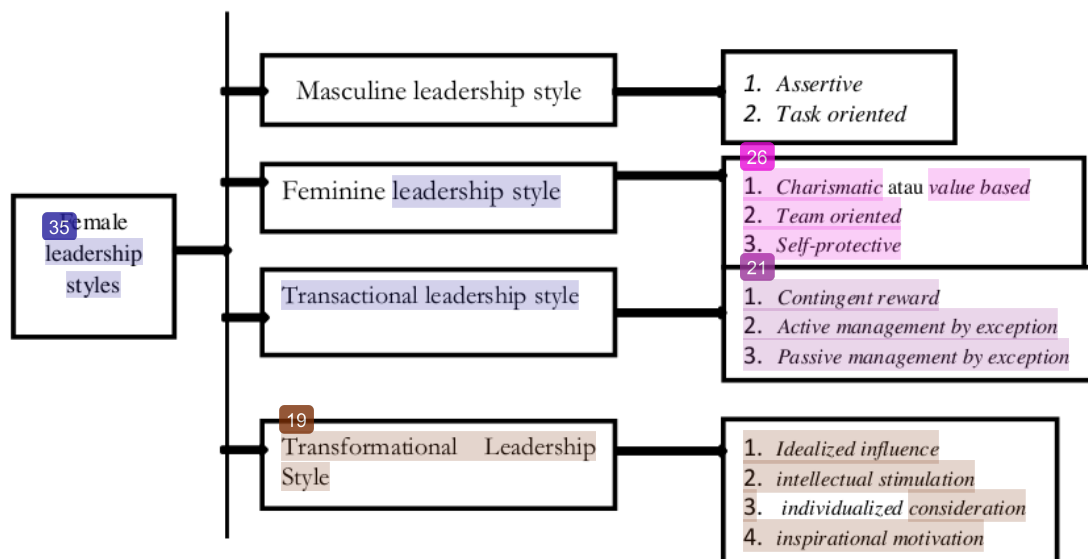 Masculine leadership style
1. Assertive
2. Task oriented
26
Feminine leadership style
1. Charismatic atau value based
2. Team oriented
3. Self-protective
35
Female
leadership
styles
21
Transactional leadership style
1. Contingent reward
2. Active management by exception
3. Passive management by exception
19
Transformational Leadership
Style
1. Idealized influence
2. intellectual stimulation
3. individualized consideration
4. inspirational motivation